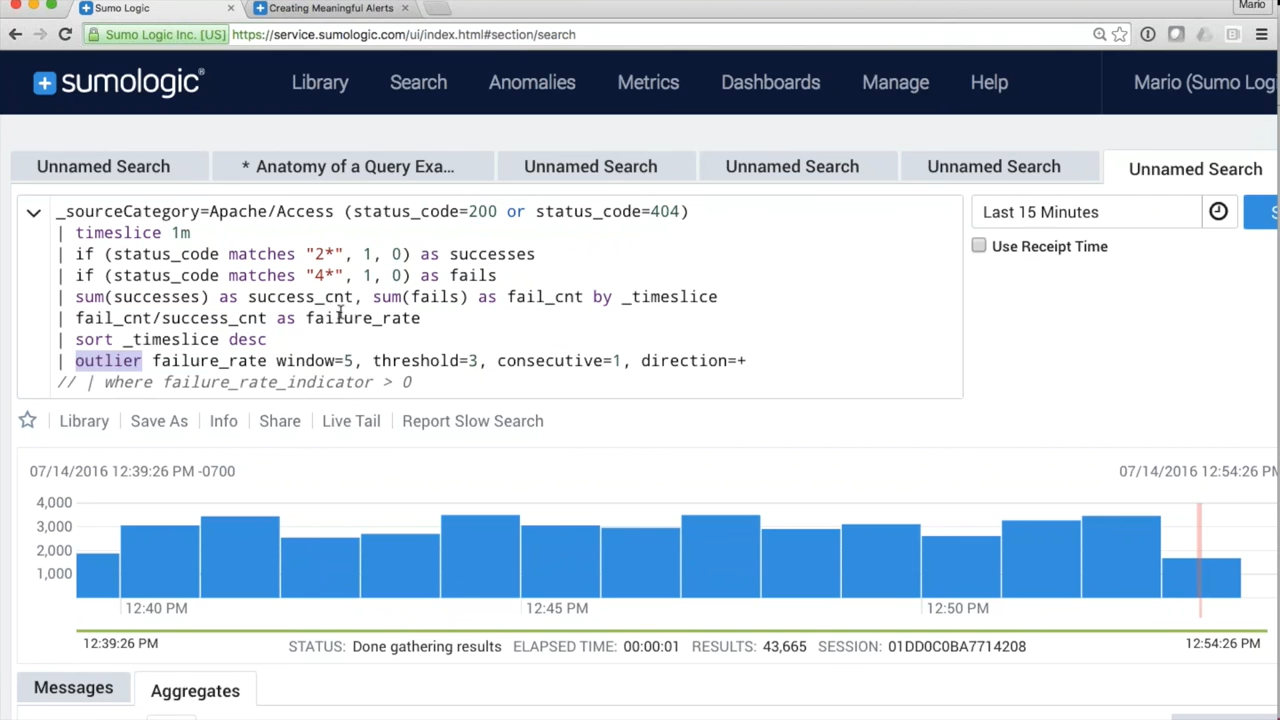 Sumo Logic
Creating Meaningful Alerts
Mario
Sumo Logic Inc. [US] https://service.sumologic.com/ui/index.html#section/search
sumologic®
Library Search Anomalies Metrics Dashboards Manage Help Mario (Sumo Logi
Unnamed Search * Anatomy of a Query Exa... Unnamed Search Unnamed Search Unnamed Search Unnamed Search
_sourceCategory=Apache/Access (status_code=200 or status_code=404)
| timeslice 1m
| if (status_code matches "2*", 1, 0) as successes
| if (status_code matches "4*", 1, 0) as fails
| sum(successes) as success_cnt, sum(fails) as fail_cnt by _timeslice
| fail_cnt/success_cnt as failure_rate
| sort _timeslice desc
| outlier failure_rate window=5, threshold=3, consecutive=1, direction=+
// | where failure_rate_indicator > 0
Last 15 Minutes
S
Use Receipt Time
Library Save As Info Share Live Tail Report Slow Search
07/14/2016 12:39:26 PM -0700
07/14/2016 12:54:26 PM
4,000
3,000
2,000
1,000
12:40 PM 12:45 PM 12:50 PM
12:39:26 PM STATUS: Done gathering results ELAPSED TIME: 00:00:01 RESULTS: 43,665 SESSION: 01DD0C0BA7714208 12:54:26 PM
Messages Aggregates